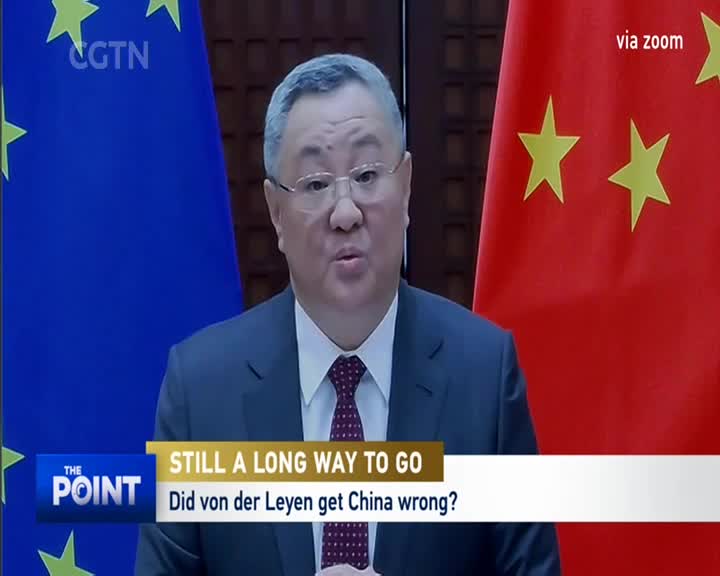 CGTN
via zoom
STILL A LONG WAY TO GO
THE
POINT
Did von der Leyen get China wrong?